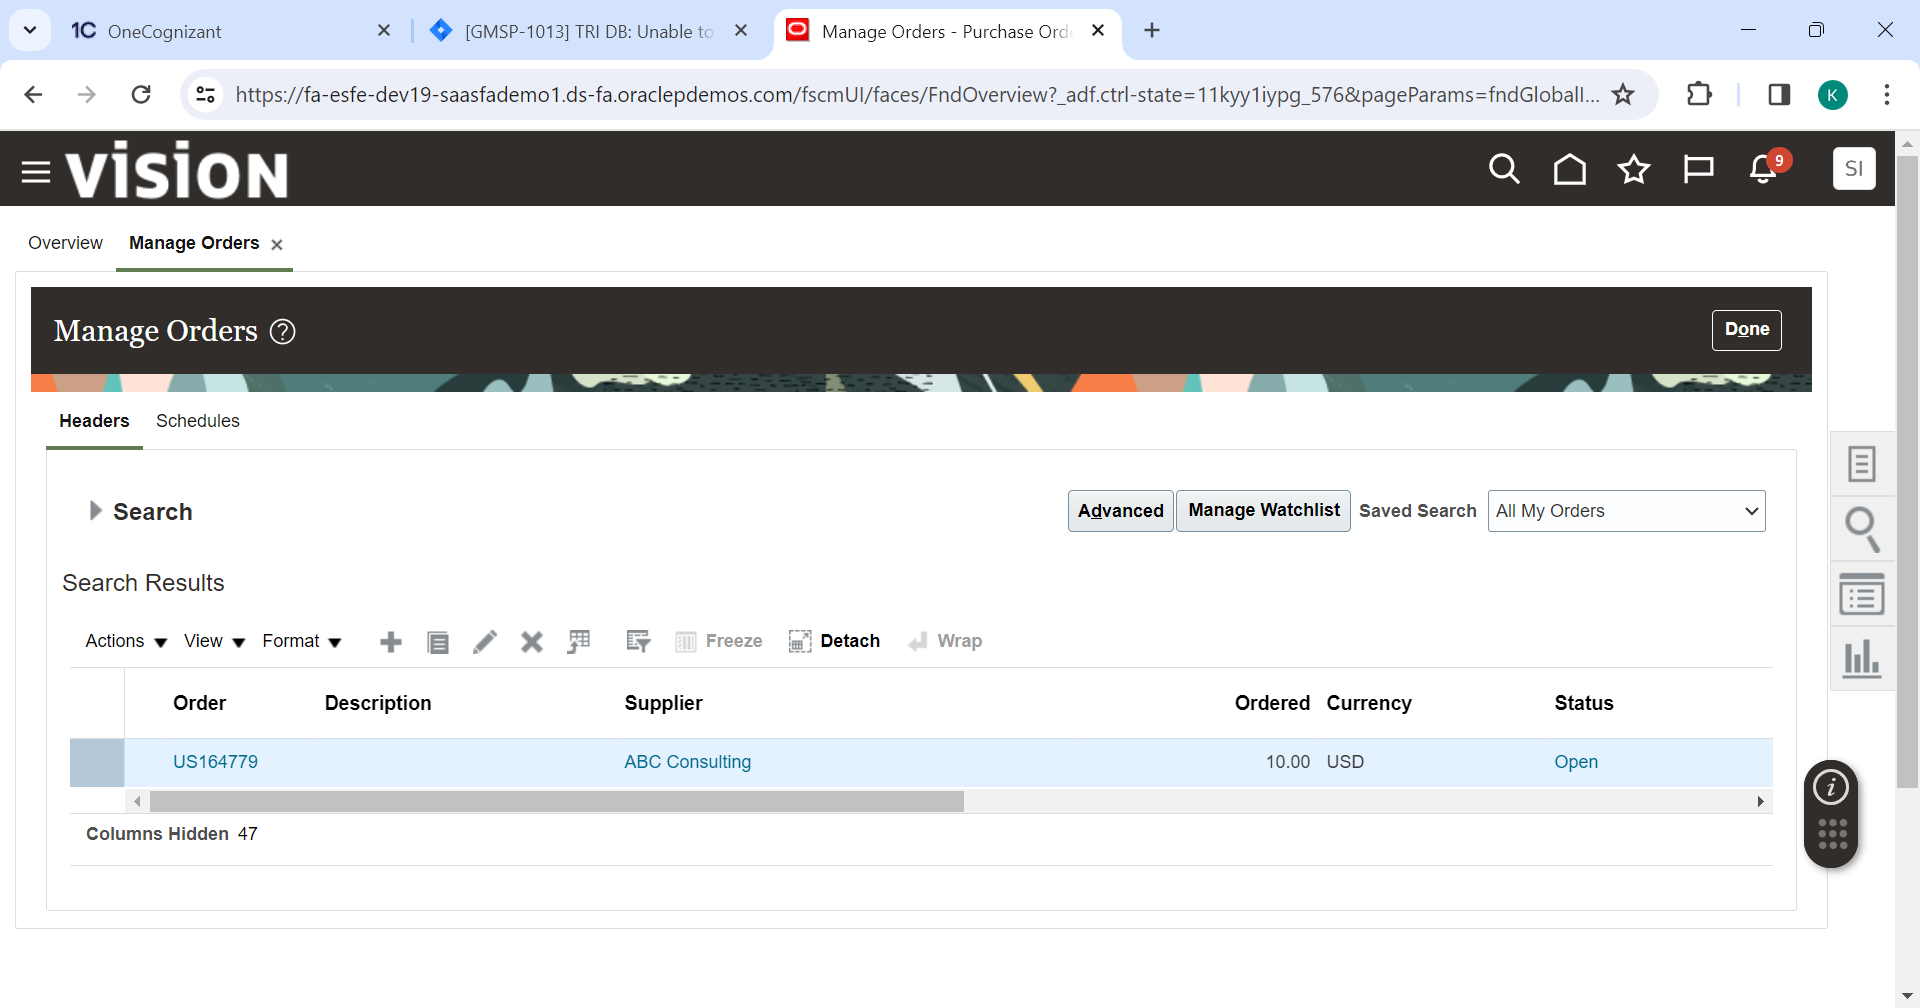 1C OneCognizant
[GMSP-1013] TRI DB: Unable to
Manage Orders - Purchase Orde
https://fa-esfe-dev19-saasfademo1.ds-fa.oraclepdemos.com/fscmUI/faces/FndOverview?_adf.ctrl-state=11kyy1iypg_576&pageParams=fndGlobalI...
K
VISION
9
SI
Overview Manage Orders
Manage Orders ?
Done
Headers Schedules
Search
Advanced Manage Watchlist Saved Search All My Orders
Search Results
Actions View Format Freeze Detach Wrap
Order Description Supplier Ordered Currency Status
US164779 ABC Consulting 10.00 USD Open
i
Columns Hidden 47